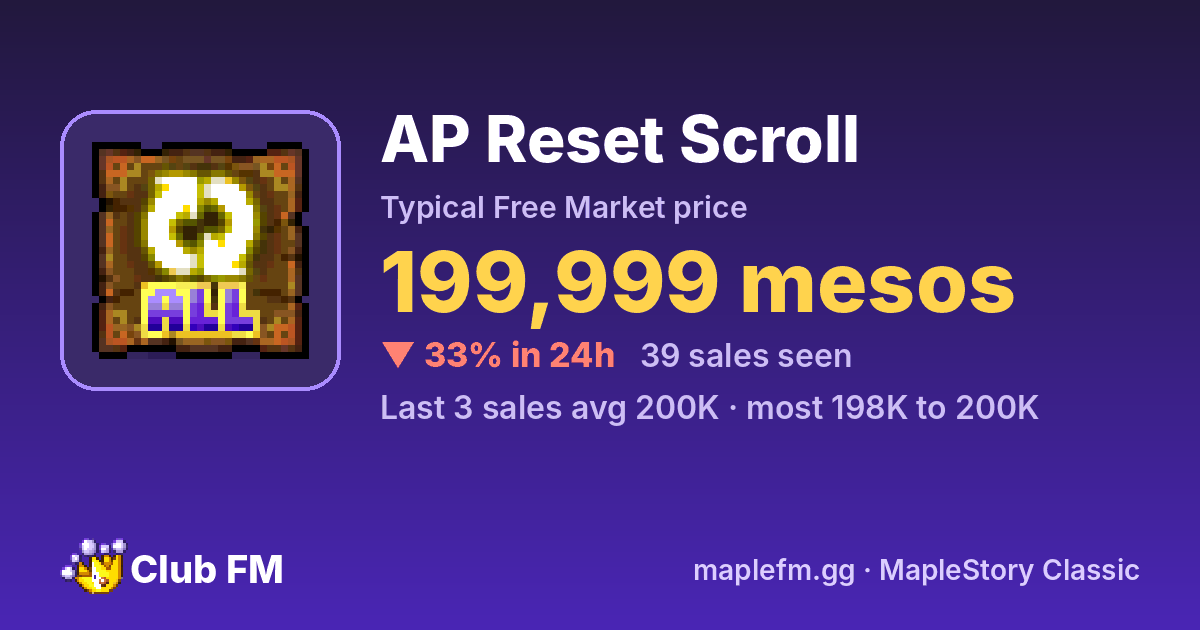 AP Reset Scroll
Typical Free Market price
199,999 mesos
▼ 33% in 24h 39 sales seen
Last 3 sales avg 200K · most 198K to 200K
ALL
Club FM
maplefm.gg · MapleStory Classic